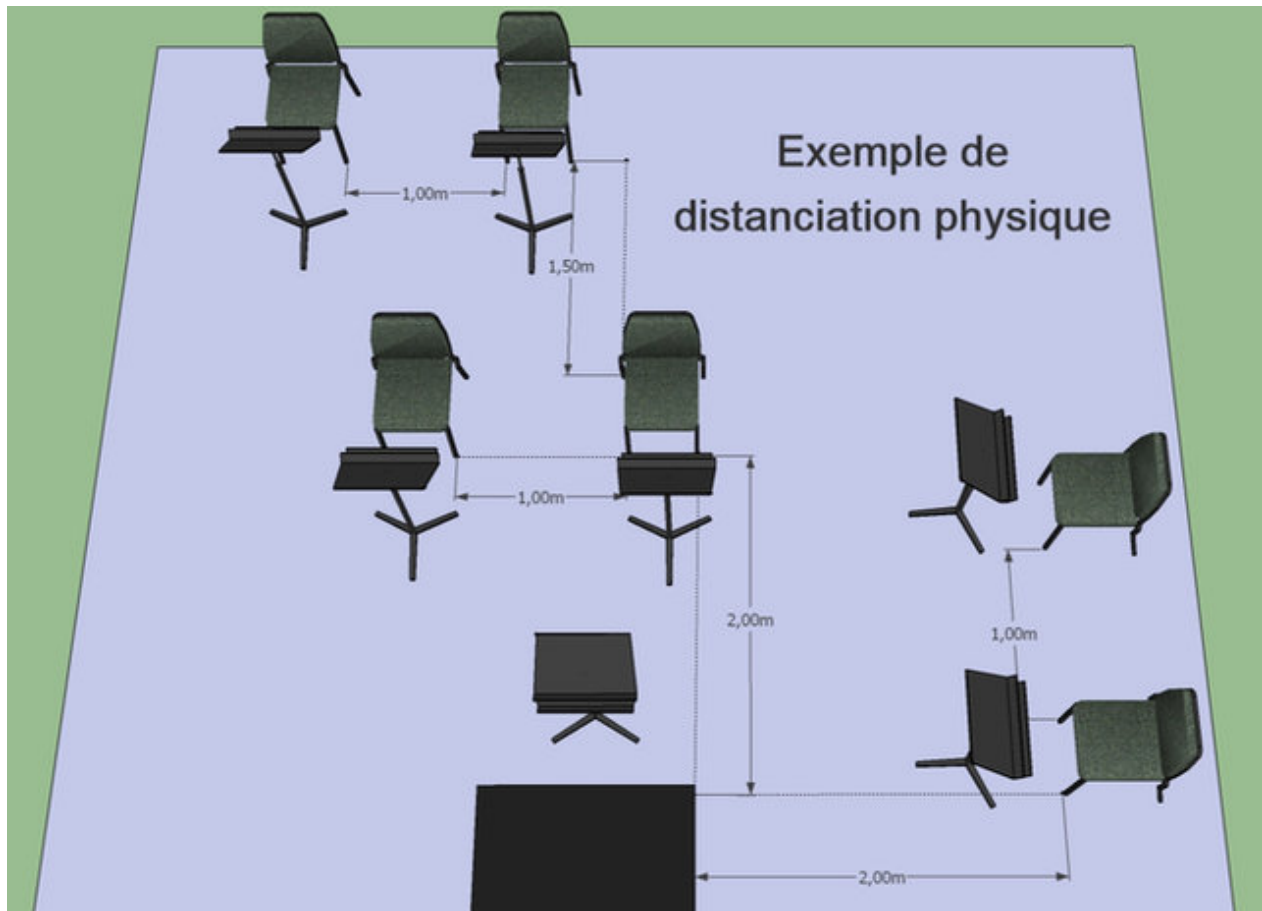 Exemple de
distanciation physique
1,00m
1,50m
1,00m
2,00m
1,00m
2,00m